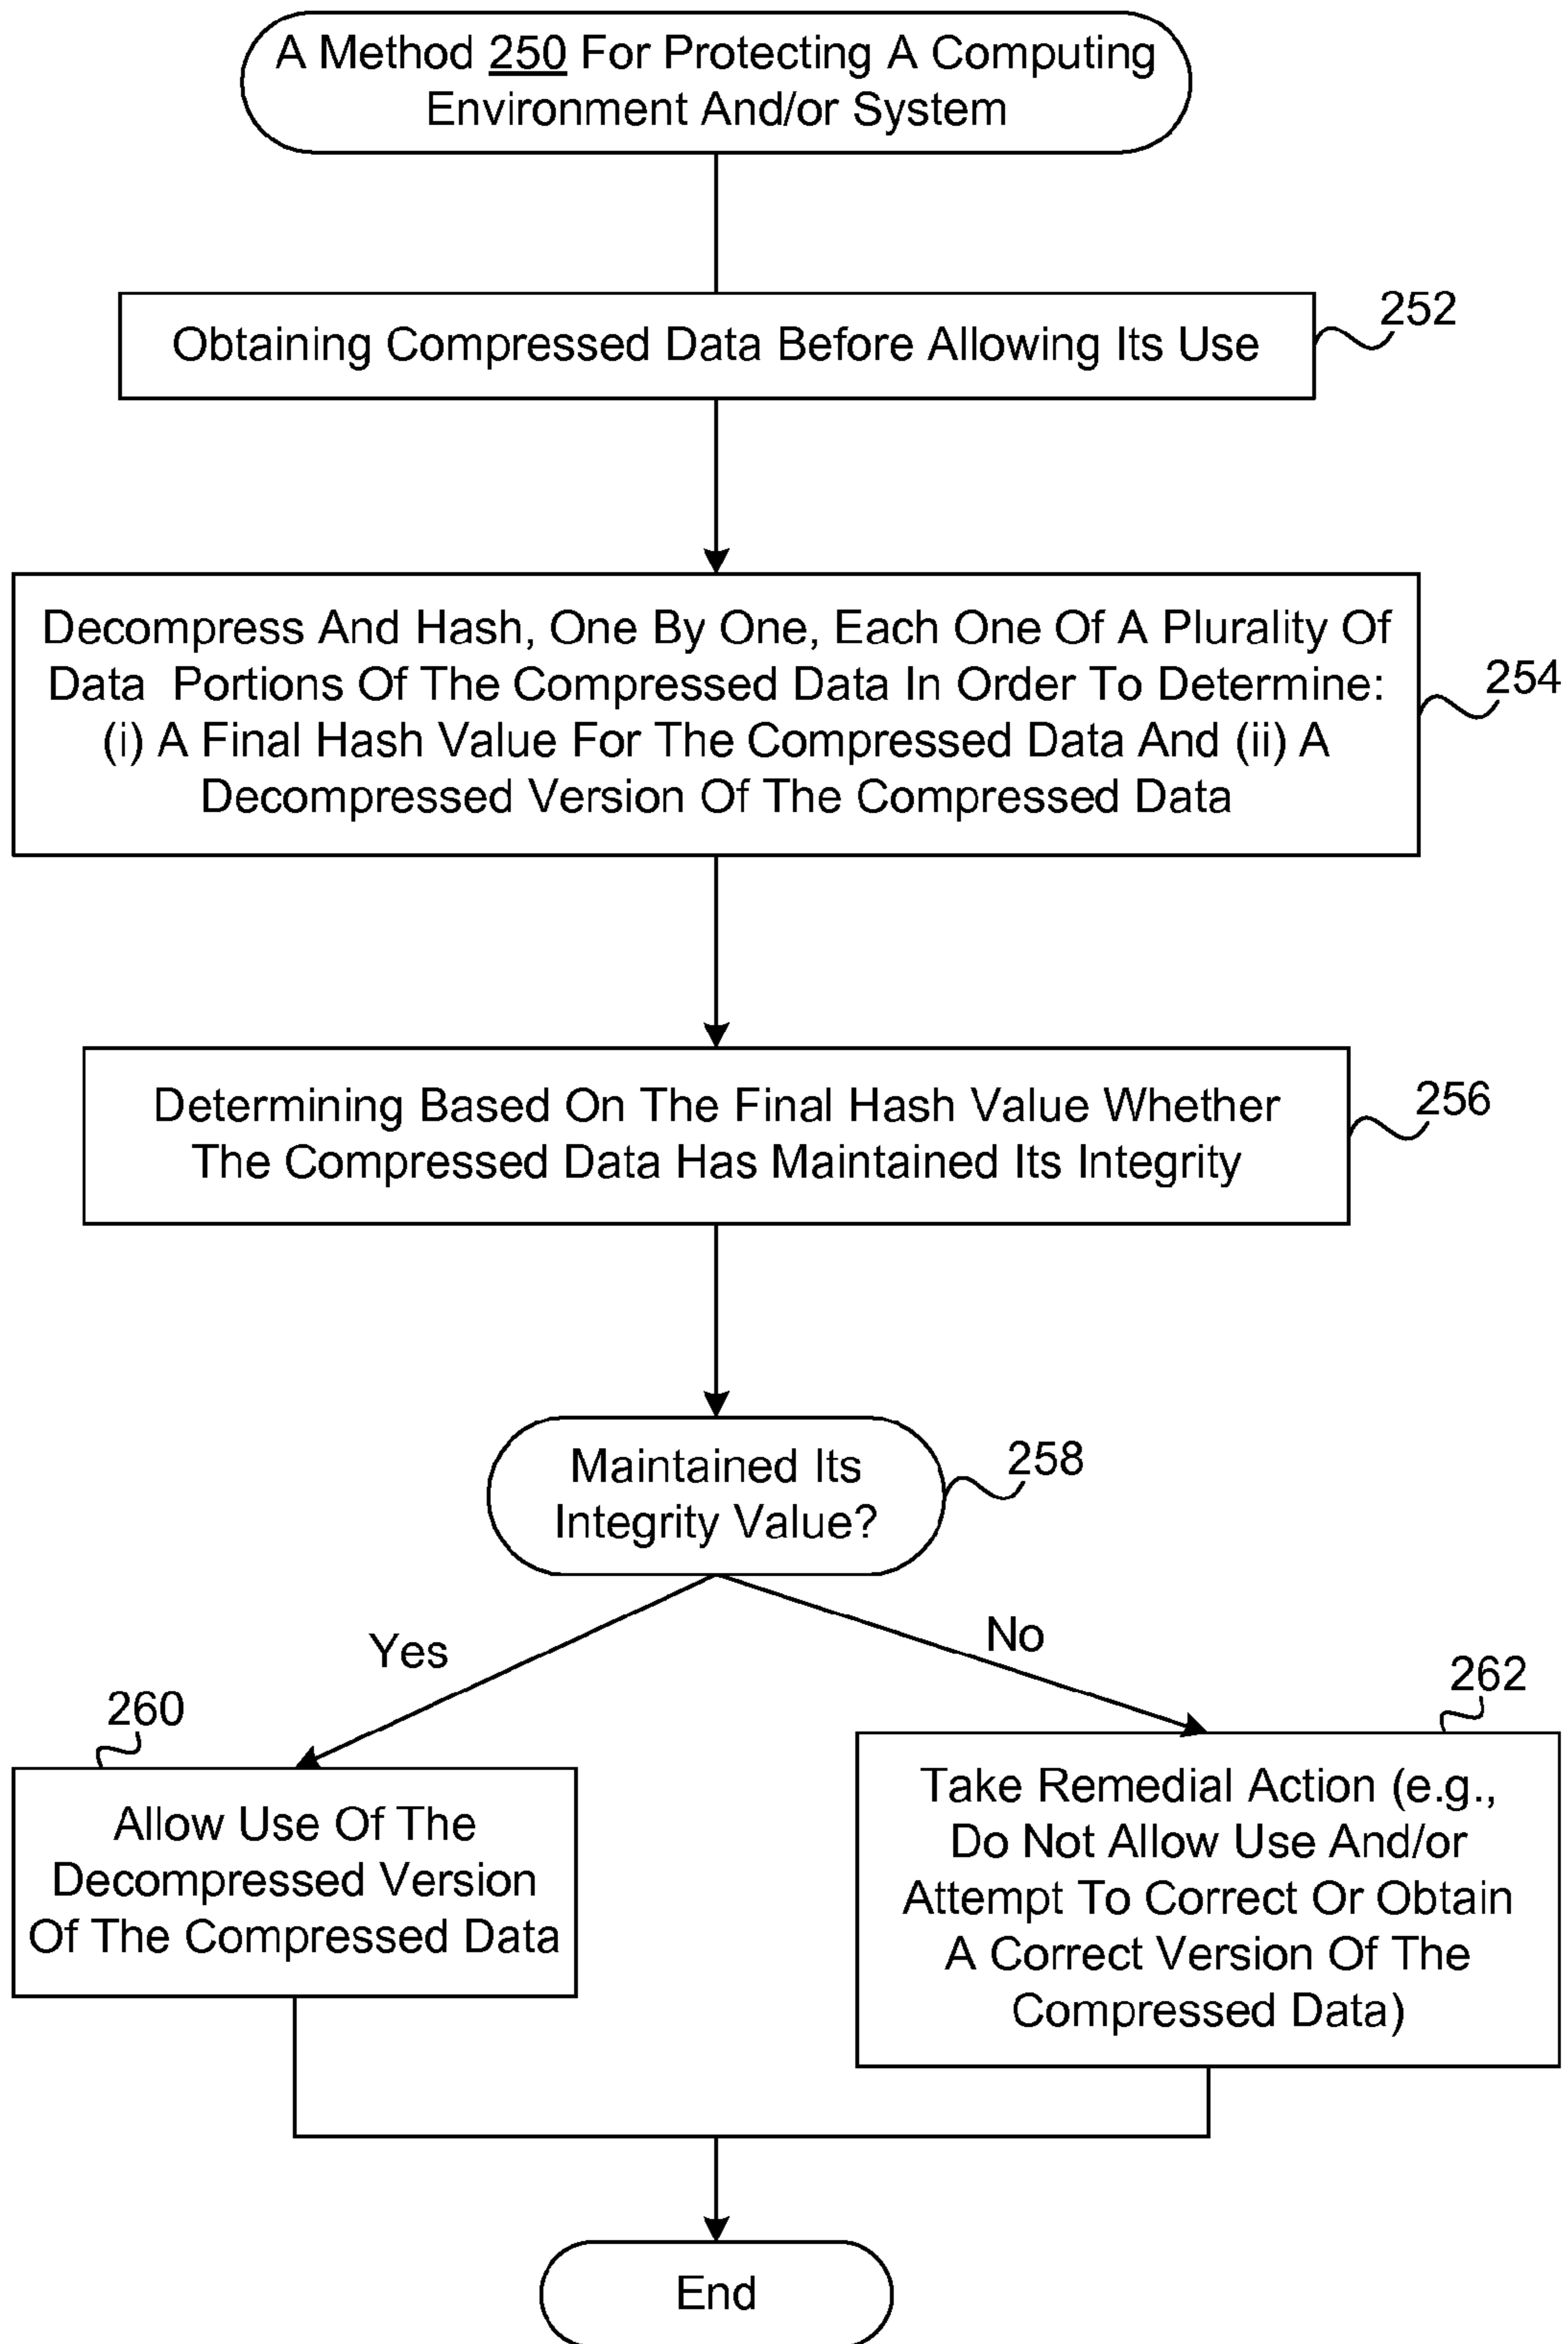 A Method 250 For Protecting A Computing
Environment And/or System
252
Obtaining Compressed Data Before Allowing Its Use
Decompress And Hash, One By One, Each One Of A Plurality Of
Data Portions Of The Compressed Data In Order To Determine:
(i) A Final Hash Value For The Compressed Data And (ii) A
Decompressed Version Of The Compressed Data
254
Determining Based On The Final Hash Value Whether
The Compressed Data Has Maintained Its Integrity
256
Maintained Its
Integrity Value?
258
Yes
No
260
262
Allow Use Of The
Decompressed Version
Of The Compressed Data
Take Remedial Action (e.g.,
Do Not Allow Use And/or
Attempt To Correct Or Obtain
A Correct Version Of The
Compressed Data)
End